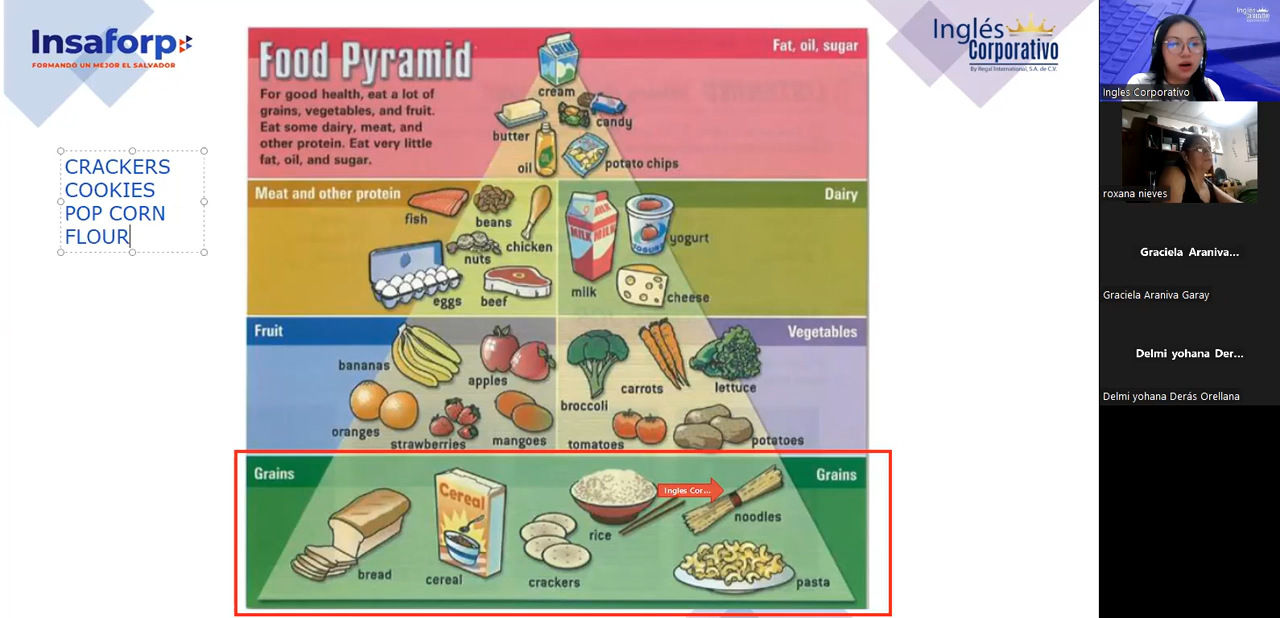 Insaforp
FORMANDO UN MEJOR EL SALVADOR
CRACKERS
COOKIES
POP CORN
FLOUR
Food Pyramid
For good health, eat a lot of
grains, vegetables, and fruit.
Eat some dairy, meat, and
other protein. Eat very little
fat, oil, and sugar.
Fat, oil, sugar
CREAM
cream
butter
candy
oil
potato chips
Meat and other protein
fish
beans
chicken
nuts
eggs
beef
Dairy
MILK
MILK MILK
YOGURT
yogurt
milk
cheese
Fruit
bananas
apples
oranges
strawberries
mangoes
Vegetables
broccoli
carrots
lettuce
tomatoes
potatoes
Grains
Grains
Cereal
bread
cereal
crackers
rice
Ingles Cor...
noodles
pasta
Inglés
Corporativo
By Regal International, S.A. de C.V.
Ingles Corporativo
roxana nieves
Graciela Araniva...
Graciela Araniva Garay
Delmi yohana Der...
Delmi yohana Derás Orellana